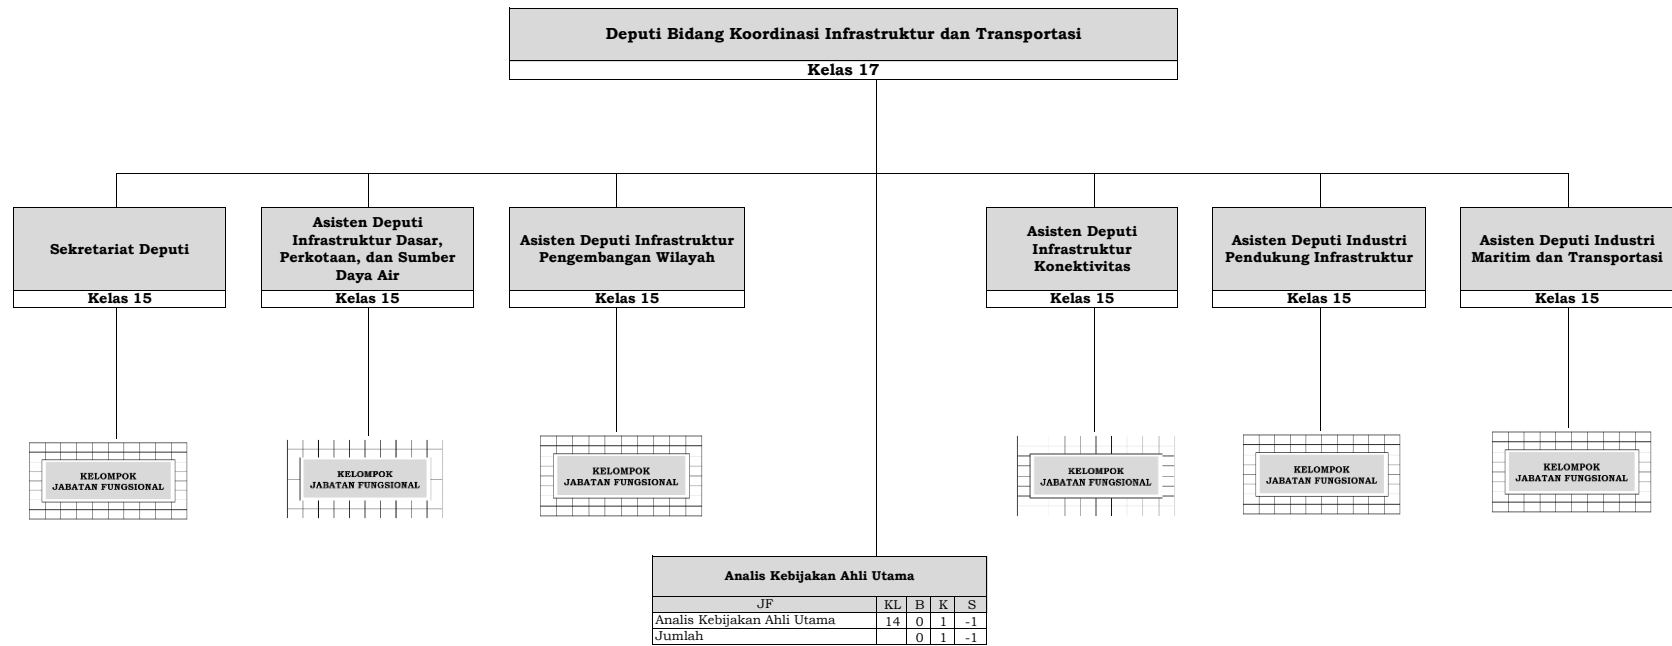 Deputi Bidang Koordinasi Infrastruktur dan Transportasi
Kelas 17
Sekretariat Deputi
Kelas 15
Asisten Deputi
Infrastruktur Dasar,
Perkotaan, dan Sumber
Daya Air
Kelas 15
Asisten Deputi Infrastruktur
Pengembangan Wilayah
Kelas 15
Asisten Deputi
Infrastruktur
Konektivitas
Kelas 15
Asisten Deputi Industri
Pendukung Infrastruktur
Kelas 15
Asisten Deputi Industri
Maritim dan Transportasi
Kelas 15
KELOMPOK
JABATAN FUNGSIONAL
KELOMPOK
JABATAN FUNGSIONAL
KELOMPOK
JABATAN FUNGSIONAL
KELOMPOK
JABATAN FUNGSIONAL
KELOMPOK
JABATAN FUNGSIONAL
KELOMPOK
JABATAN FUNGSIONAL
Analis Kebijakan Ahli Utama
JF KL B K S
Analis Kebijakan Ahli Utama 14 0 1 -1
Jumlah 0 1 -1